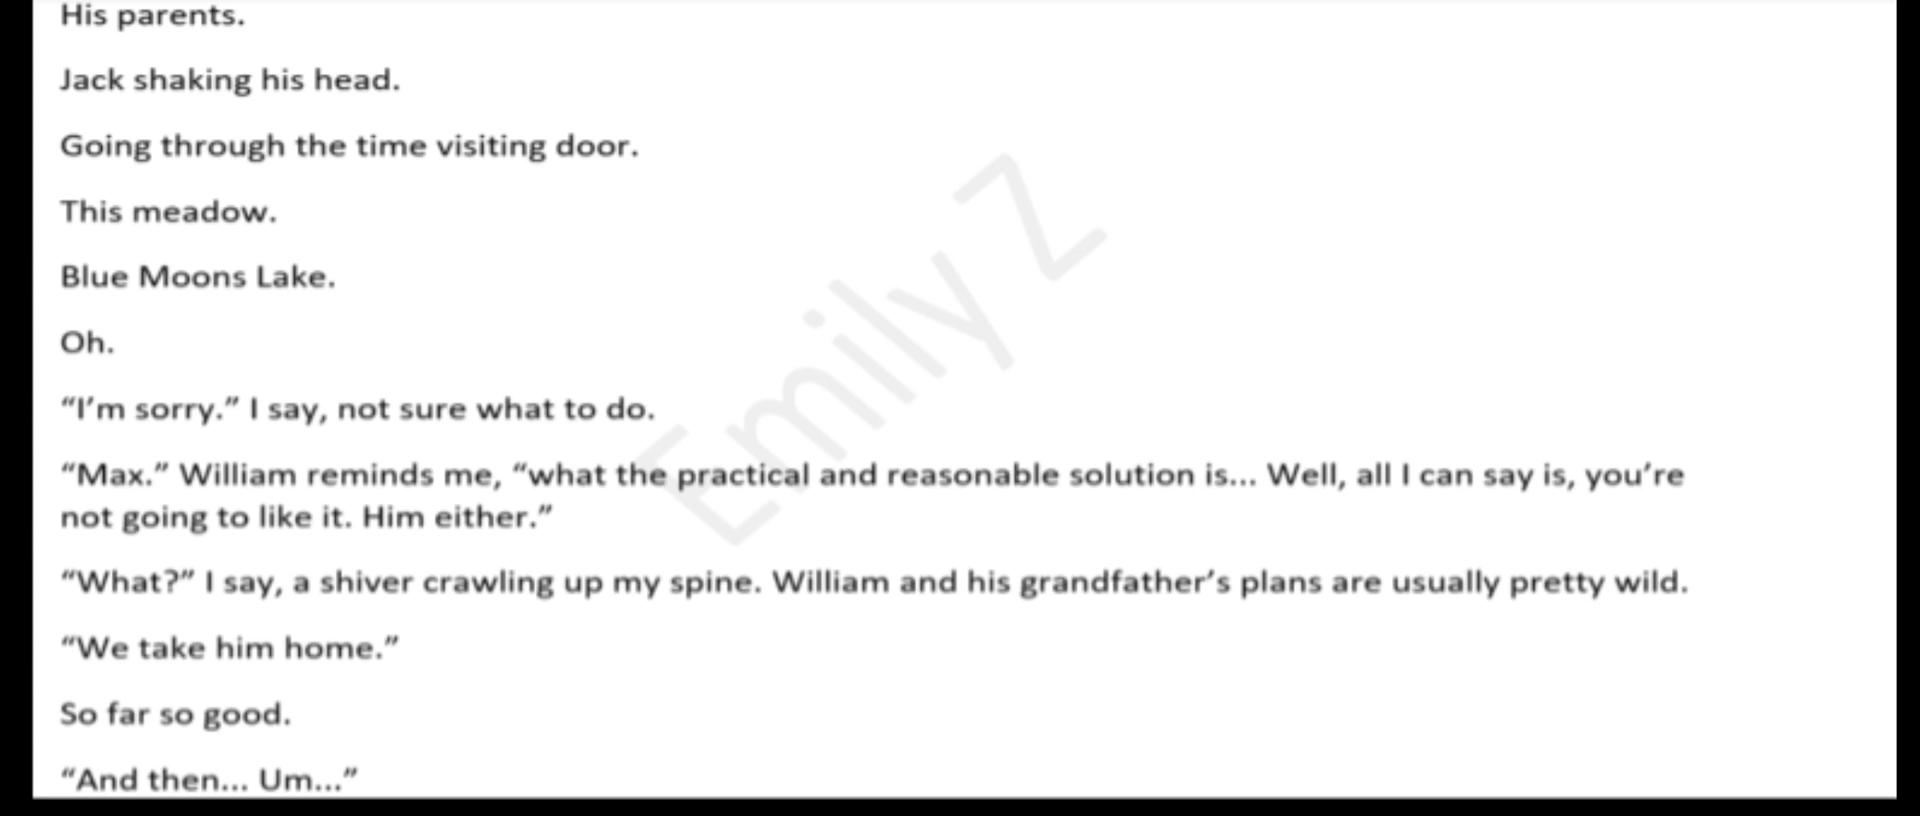 His parents.
Jack shaking his head.
Going through the time visiting door.
This meadow.
Blue Moons Lake.
Oh.
“I’m sorry.” I say, not sure what to do.
“Max.” William reminds me, “what the practical and reasonable solution is... Well, all I can say is, you’re
not going to like it. Him either.”
“What?” I say, a shiver crawling up my spine. William and his grandfather’s plans are usually pretty wild.
“We take him home.”
So far so good.
“And then... Um...”
Emily Z